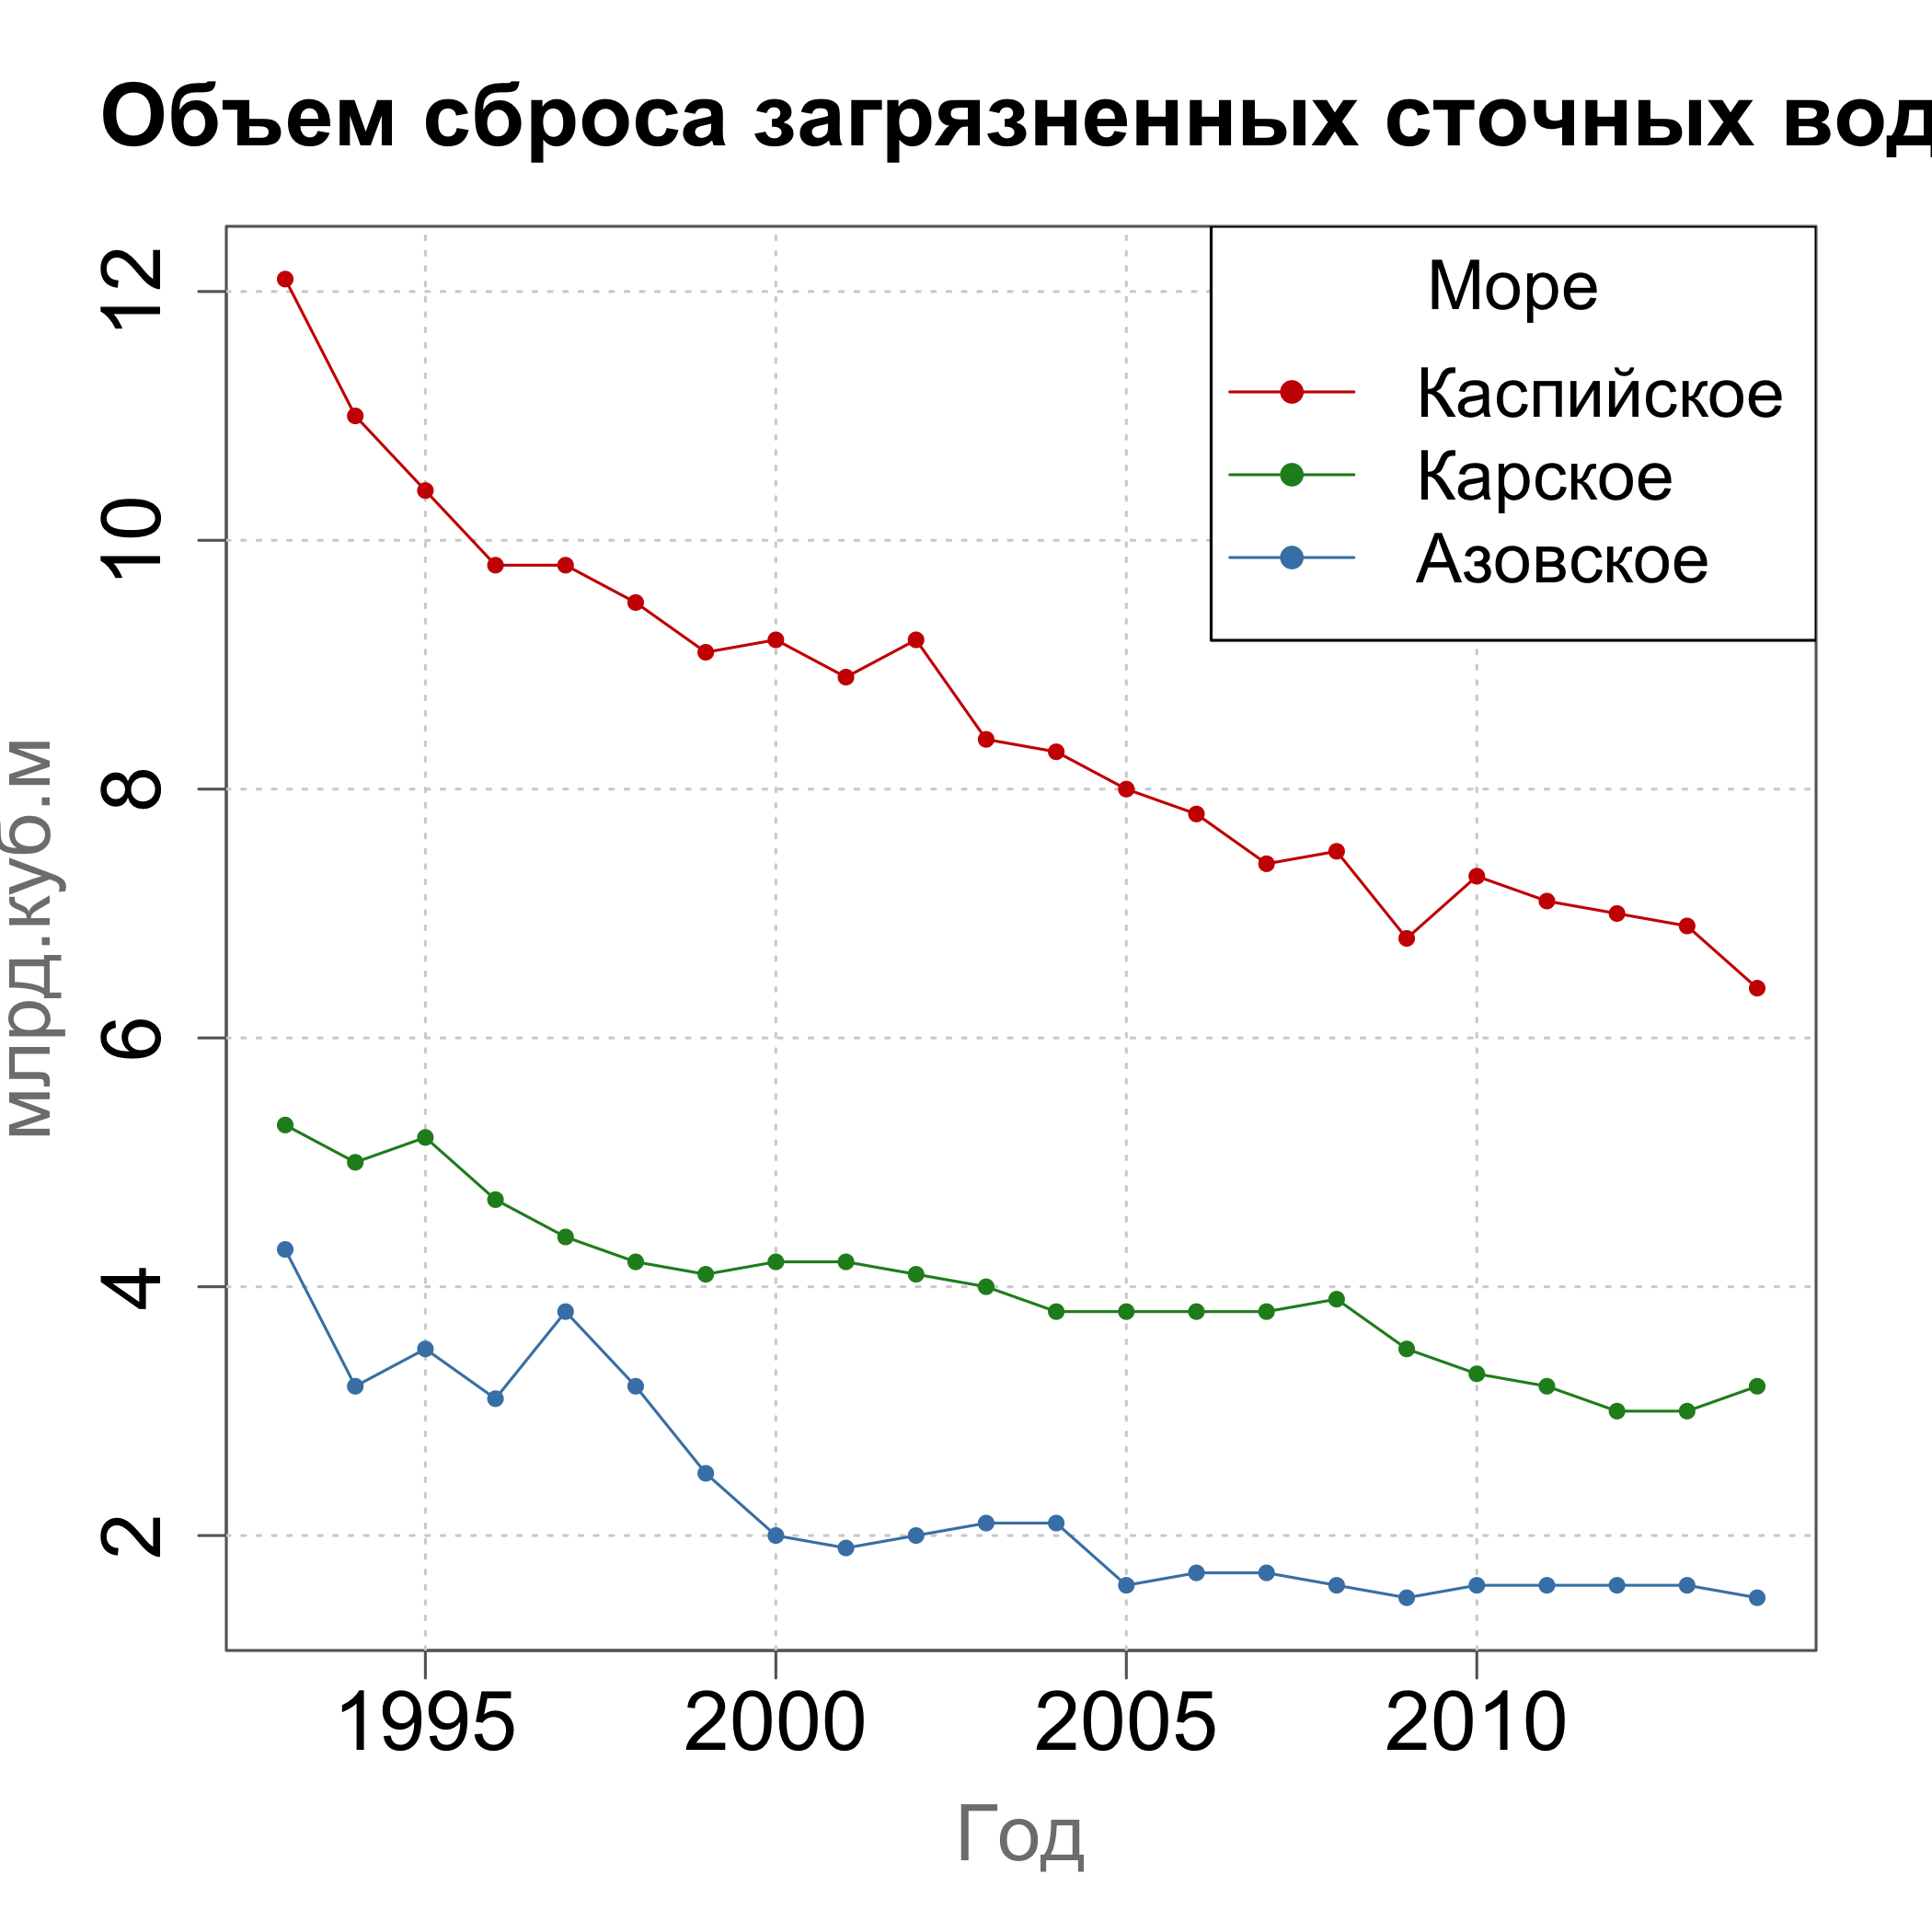 Объем сброса загрязненных сточных вод
Море
Каспийское
Карское
Азовское
млрд.куб.м
12
10
8
6
4
2
1995
2000
2005
2010
Год